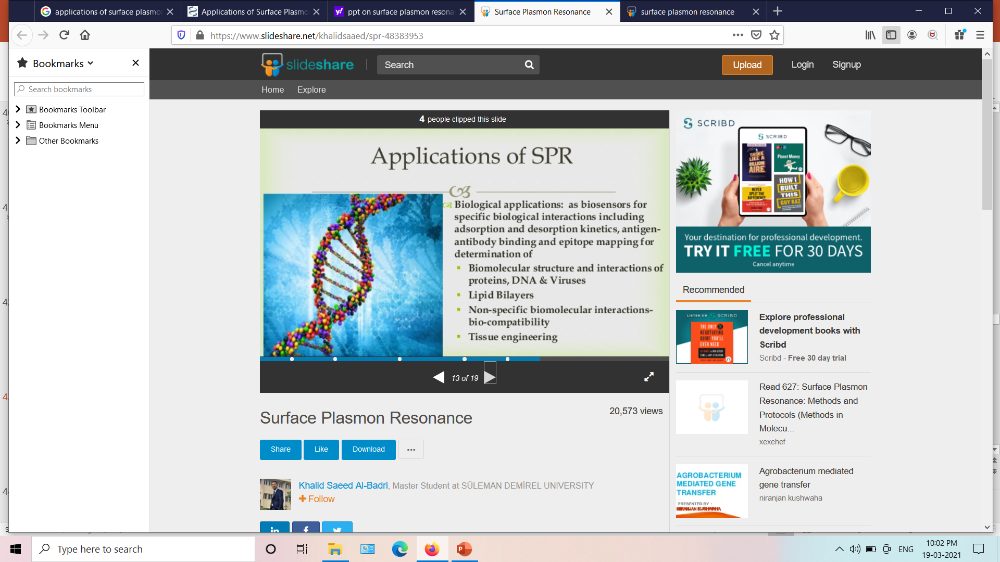 applications of surface plasmo
Applications of Surface Plasmo
ppt on surface plasmon resona
Surface Plasmon Resonance
surface plasmon resonance
https://www.slideshare.net/khalidsaaed/spr-48383953
Bookmarks
Search bookmarks
Bookmarks Toolbar
Bookmarks Menu
Other Bookmarks
slideshare
Search
Upload
Login
Signup
Home
Explore
4 people clipped this slide
Applications of SPR
Biological applications: as biosensors for
specific biological interactions including
adsorption and desorption kinetics, antigen-
antibody binding and epitope mapping for
determination of
Biomolecular structure and interactions of
proteins, DNA & Viruses
Lipid Bilayers
Non-specific biomolecular interactions-
bio-compatibility
Tissue engineering
13 of 19
Surface Plasmon Resonance
20,573 views
Share
Like
Download
Khalid Saeed Al-Badri, Master Student at SÜLEMAN DEMİREL UNIVERSITY
Follow
SCRIBD
SCRIBD
THINK
LIKE A
BILLION
AIRE
Planet Money
NEVER
SPLIT THE
DIFFERENCE
HOW I
BUILT
THIS
GUY RAZ
Your destination for professional development.
TRY IT FREE FOR 30 DAYS
Cancel anytime
Recommended
LISTEN ON SCRIBD
THE ONLY
NEGOTIATING
GUIDE YOU'LL
EVER NEED
Explore professional
development books with
Scribd
Scribd - Free 30 day trial
Read 627: Surface Plasmon
Resonance: Methods and
Protocols (Methods in
Molecu...
xexehef
AGROBACTERIUM
MEDIATED GENE
TRANSFER
PRESENTED BY :
NIRANJAN KUSHWAHA
Agrobacterium mediated
gene transfer
niranjan kushwaha
Type here to search
ENG
10:02 PM
19-03-2021